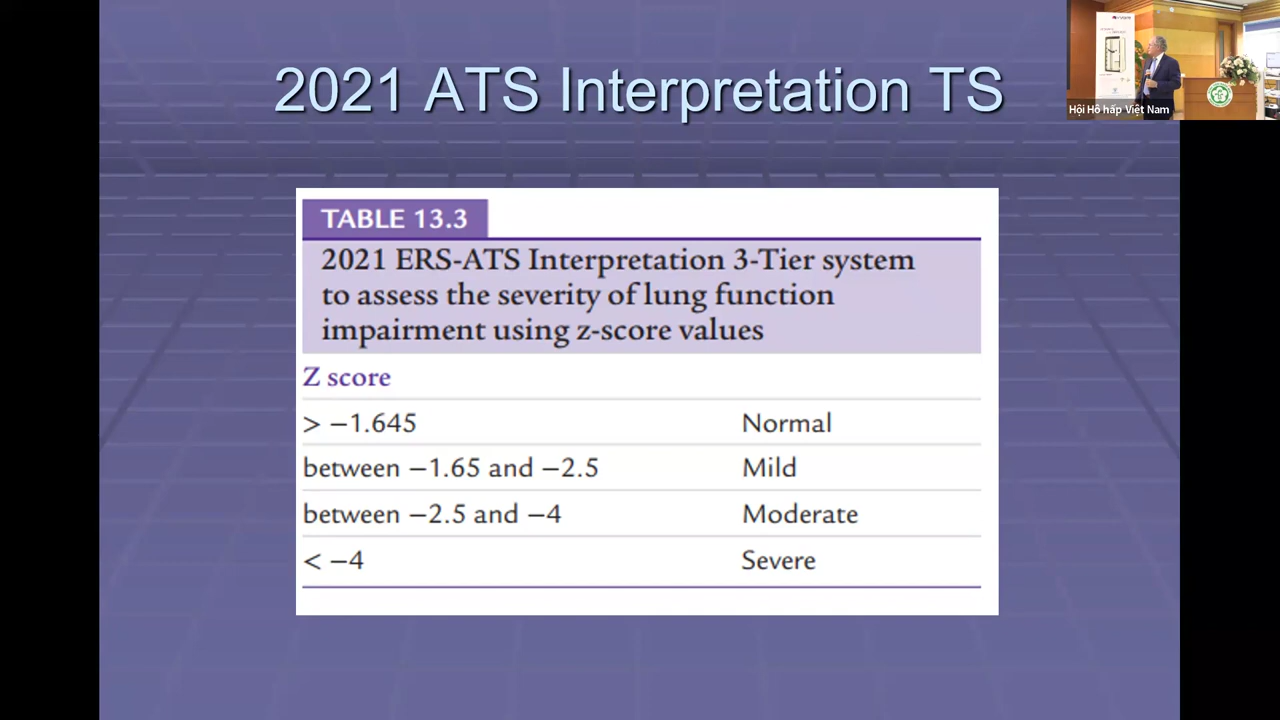 2021 ATS Interpretation TS
Hội Hô hấp Việt Nam
TABLE 13.3
2021 ERS-ATS Interpretation 3-Tier system
to assess the severity of lung function
impairment using z-score values
Z score
> −1.645 Normal
between −1.65 and −2.5 Mild
between −2.5 and −4 Moderate
< −4 Severe